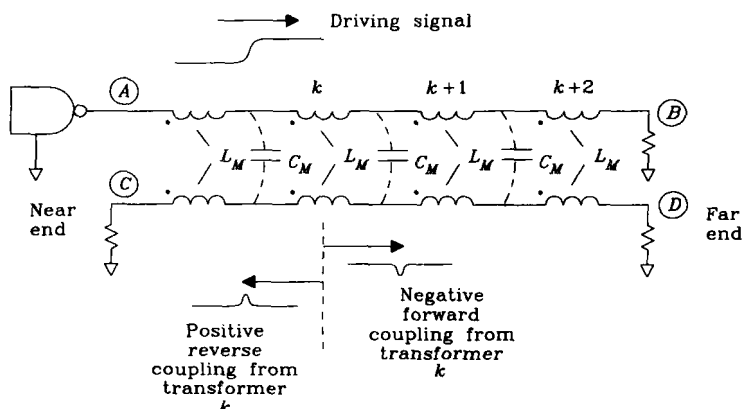 Driving signal
A
k
k+1
k+2
B
L_M
C_M
L_M
C_M
L_M
C_M
L_M
C
D
Near
end
Far
end
Positive
reverse
coupling from
transformer
k
Negative
forward
coupling from
transformer
k